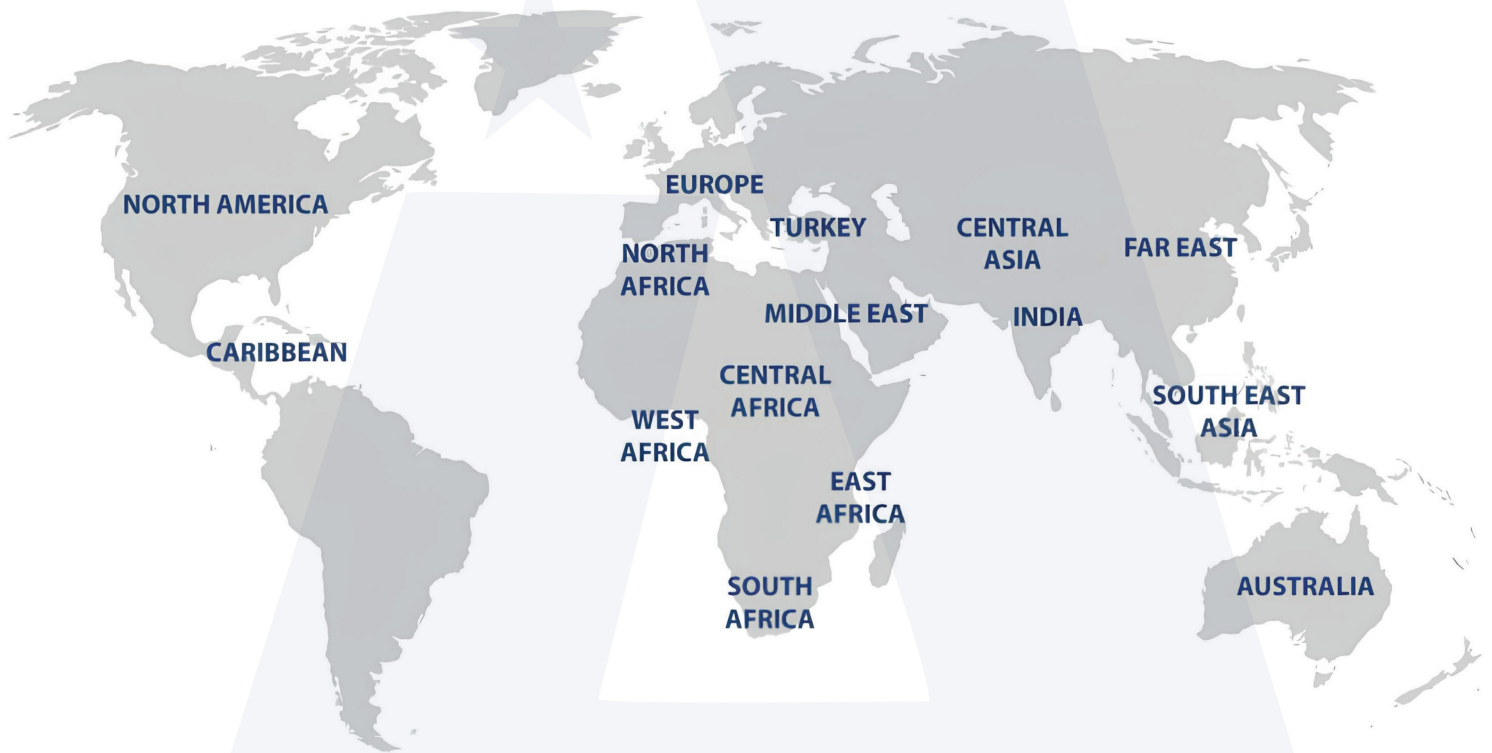 NORTH AMERICA
CARIBBEAN
EUROPE
TURKEY
NORTH
AFRICA
MIDDLE EAST
CENTRAL
AFRICA
WEST
AFRICA
EAST
AFRICA
SOUTH
AFRICA
CENTRAL
ASIA
FAR EAST
INDIA
SOUTH EAST
ASIA
AUSTRALIA